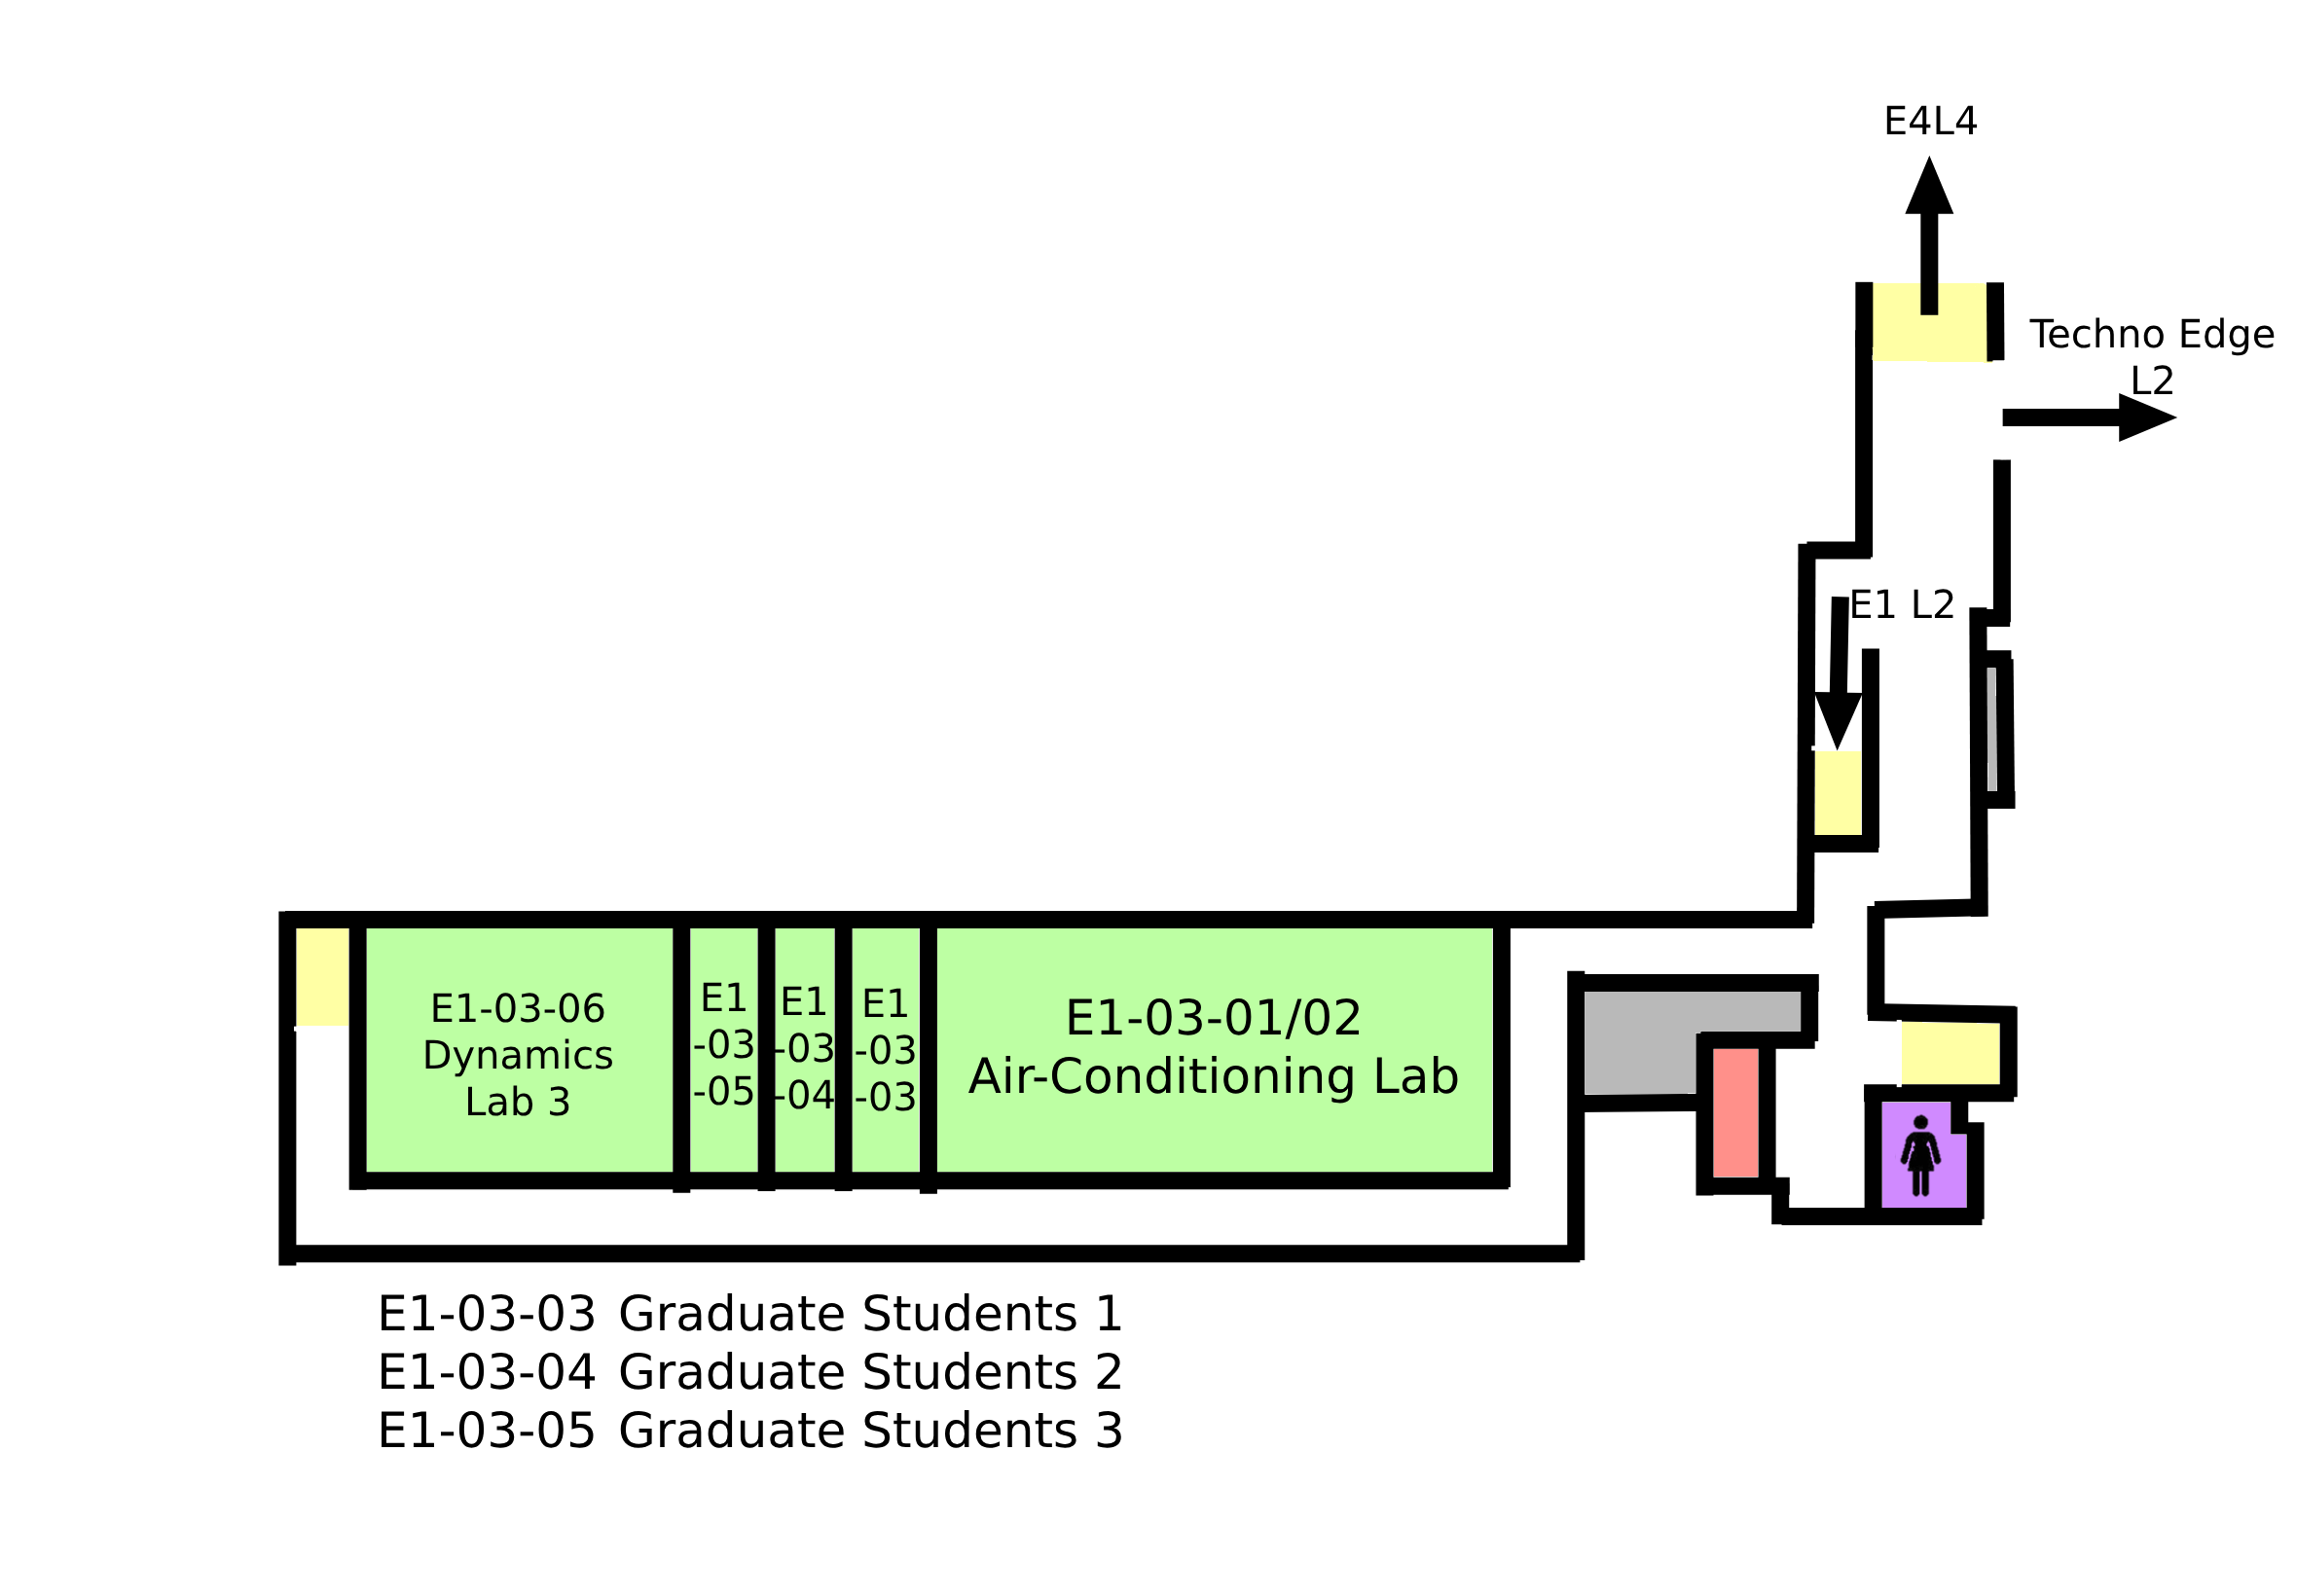 E4L4
Techno Edge
L2
E1 L2
E1-03-06
Dynamics
Lab 3
E1
-03
-05
E1
-03
-04
E1
-03
-03
E1-03-01/02
Air-Conditioning Lab
E1-03-03 Graduate Students 1
E1-03-04 Graduate Students 2
E1-03-05 Graduate Students 3